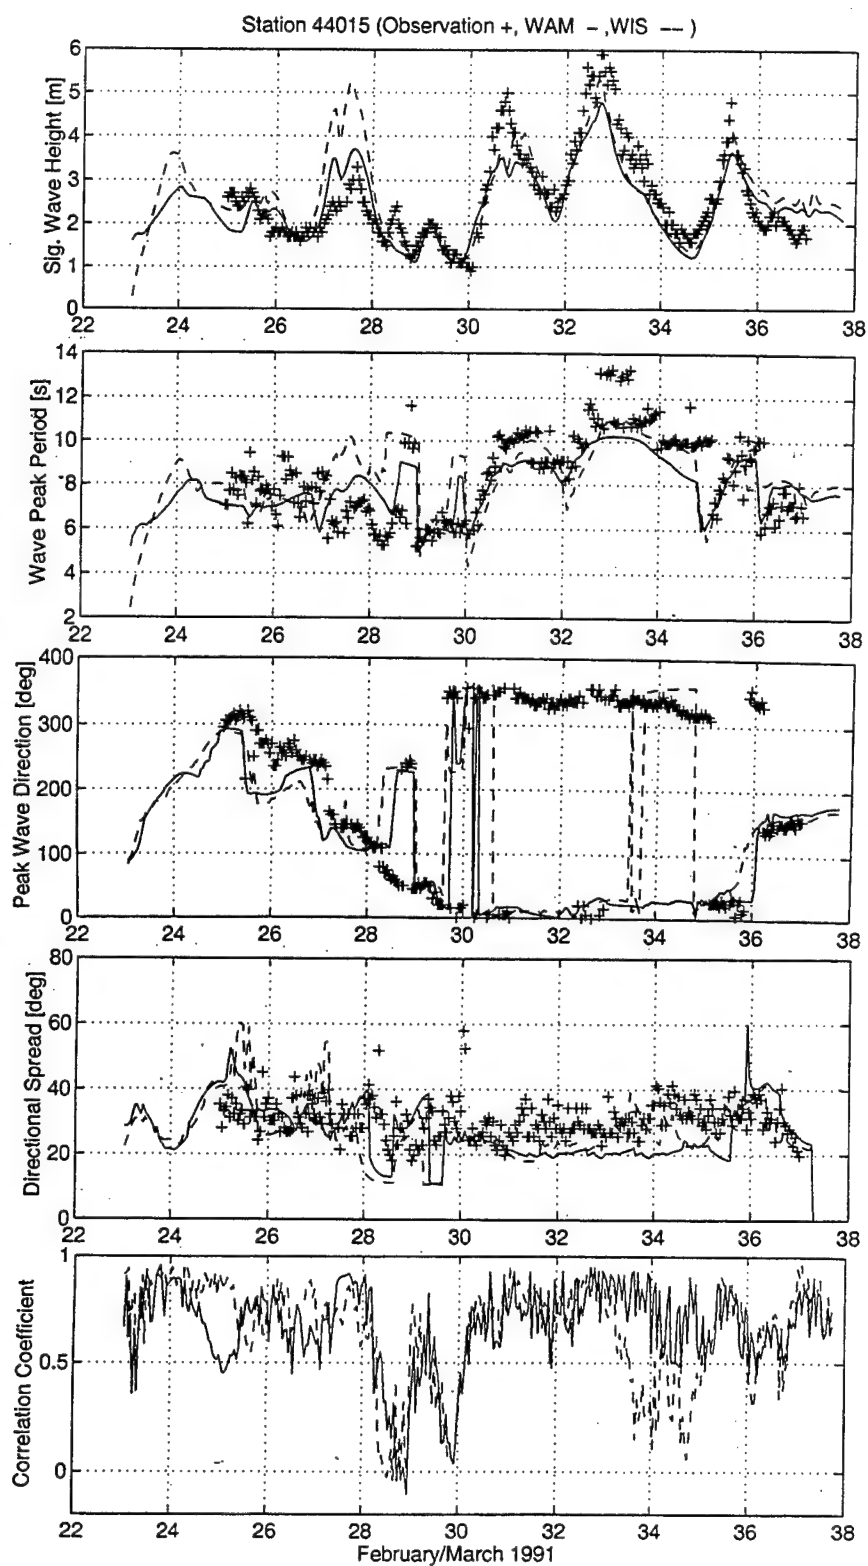 Station 44015 (Observation +, WAM – ,WIS –– )
Sig. Wave Height [m]
6
5
4
3
2
1
0
22 24 26 28 30 32 34 36 38
Wave Peak Period [s]
14
12
10
8
6
4
2
22 24 26 28 30 32 34 36 38
Peak Wave Direction [deg]
400
300
200
100
0
22 24 26 28 30 32 34 36 38
Directional Spread [deg]
80
60
40
20
0
22 24 26 28 30 32 34 36 38
Correlation Coefficient
1
0.5
0
22 24 26 28 30 32 34 36 38
February/March 1991